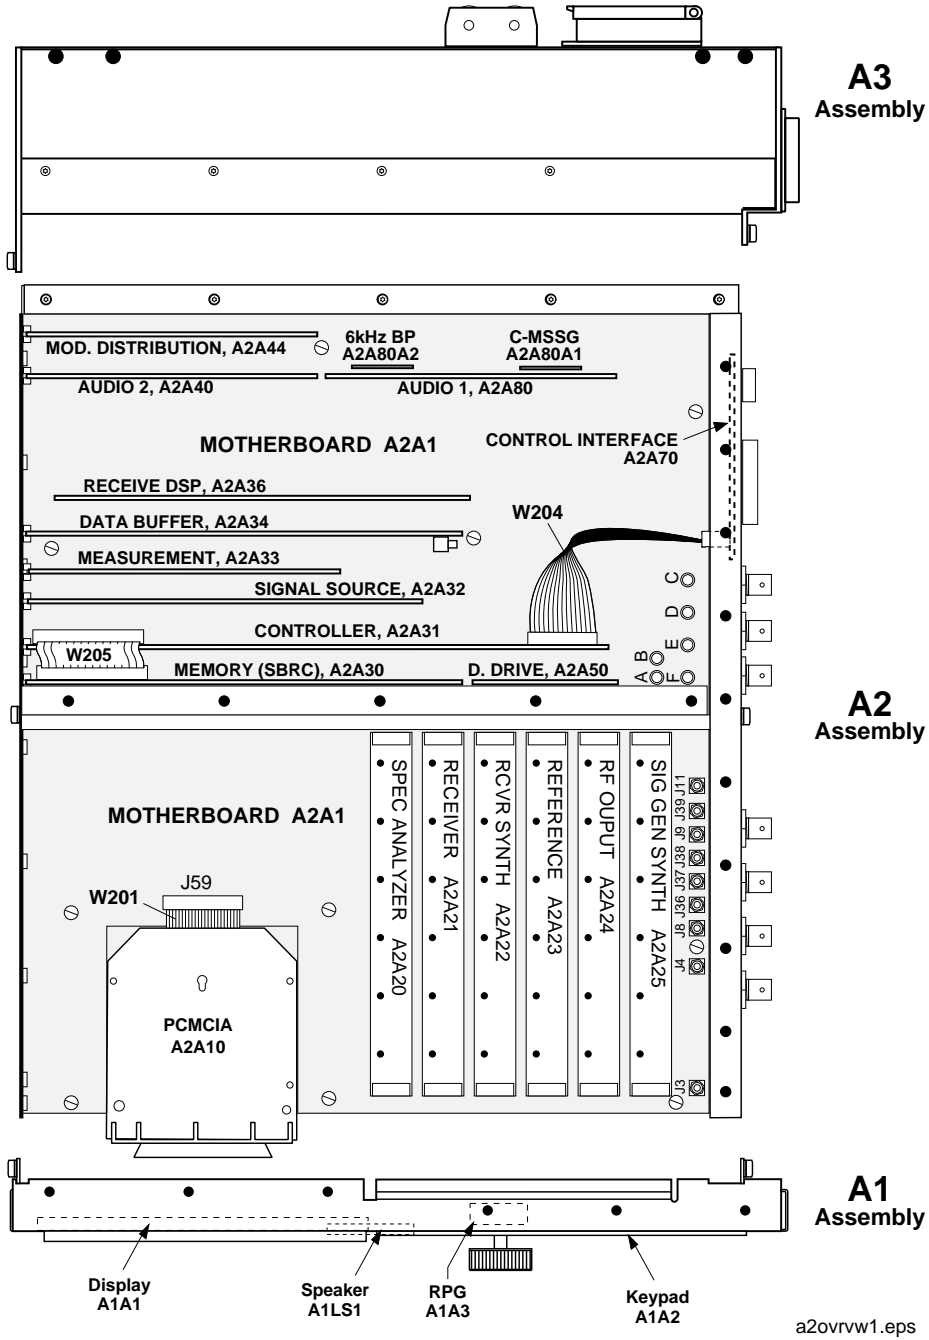 A3
Assembly
6kHz BP
A2A80A2
C-MSSG
A2A80A1
MOD. DISTRIBUTION, A2A44
AUDIO 2, A2A40
AUDIO 1, A2A80
MOTHERBOARD A2A1
CONTROL INTERFACE
A2A70
RECEIVE DSP, A2A36
W204
DATA BUFFER, A2A34
MEASUREMENT, A2A33
SIGNAL SOURCE, A2A32
C
D
CONTROLLER, A2A31
E
B
W205
MEMORY (SBRC), A2A30
D. DRIVE, A2A50
A
F
A2
Assembly
MOTHERBOARD A2A1
SPEC ANALYZER A2A20
RECEIVER A2A21
RCVR SYNTH A2A22
REFERENCE A2A23
RF OUPUT A2A24
SIG GEN SYNTH A2A25
J11
J39
J9
J38
J37
J36
J8
J4
J3
J59
W201
PCMCIA
A2A10
A1
Assembly
Display
A1A1
Speaker
A1LS1
RPG
A1A3
Keypad
A1A2
a2ovrvw1.eps